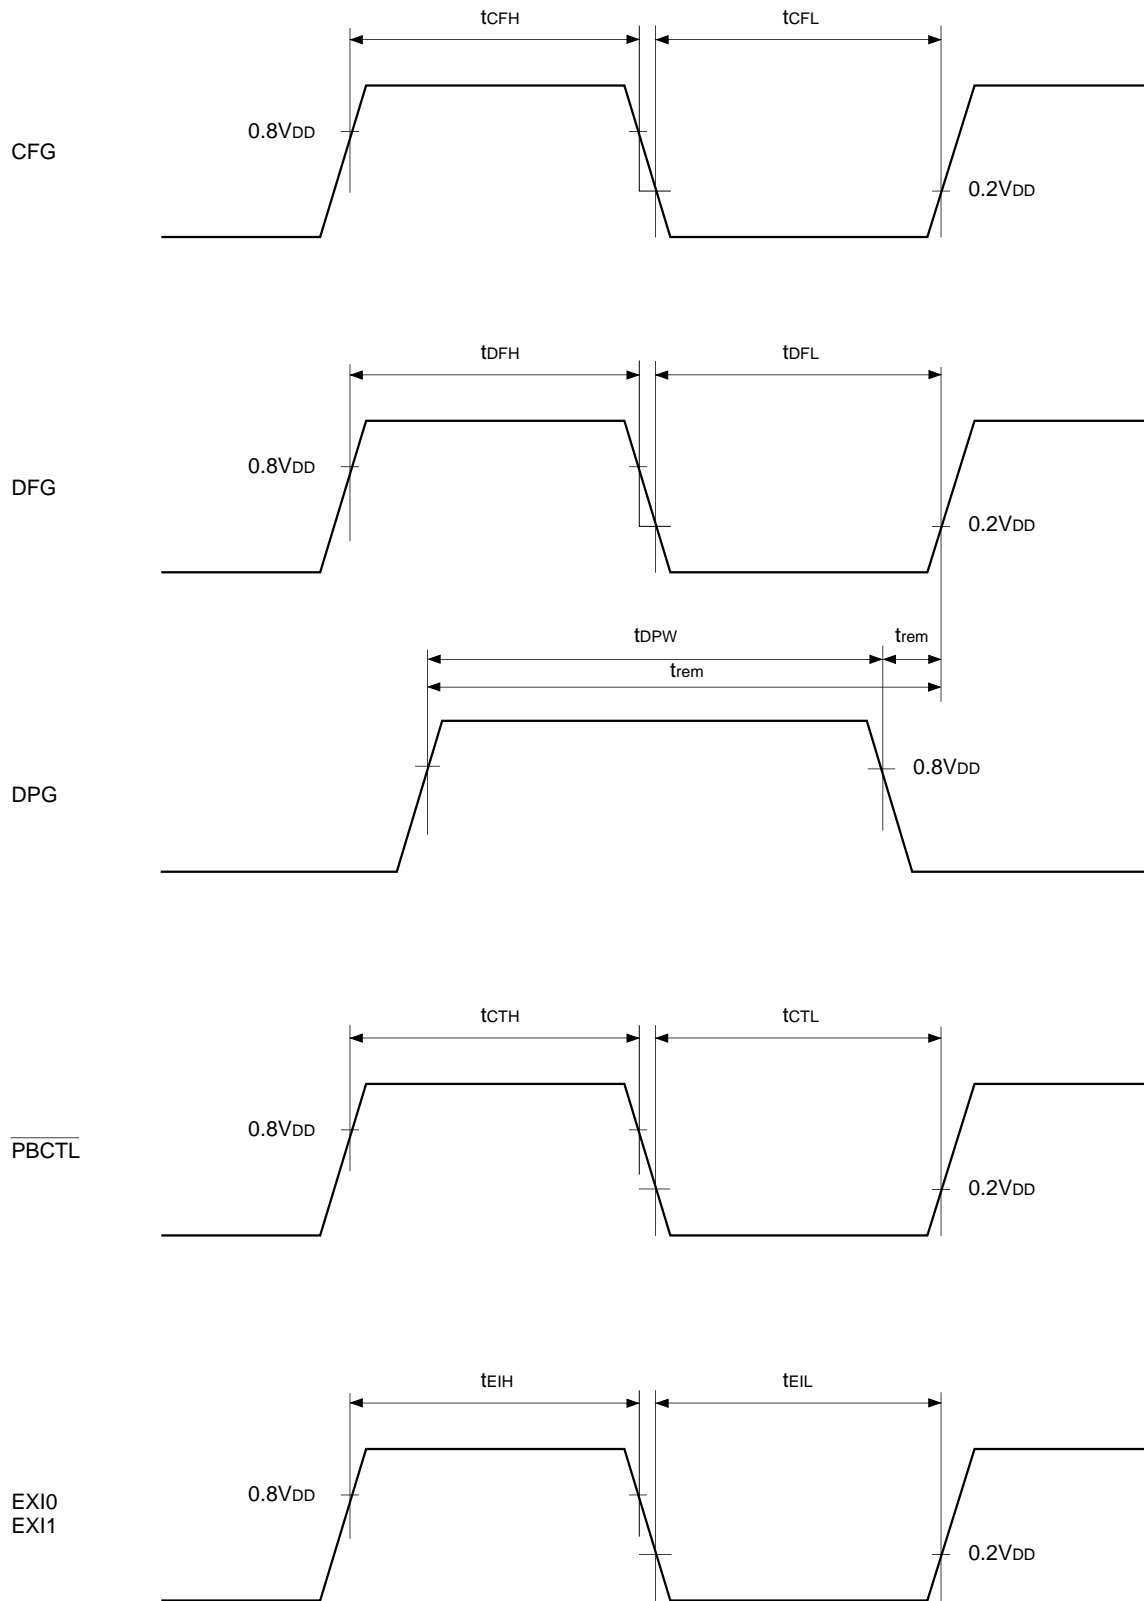 tCFH tCFL
0.8VDD
CFG
0.2VDD
tDFH tDFL
0.8VDD
DFG
0.2VDD
tDPW trem
trem
0.8VDD
DPG
tCTH tCTL
0.8VDD
PBCTL
0.2VDD
tEIH tEIL
0.8VDD
EXI0
EXI1
0.2VDD